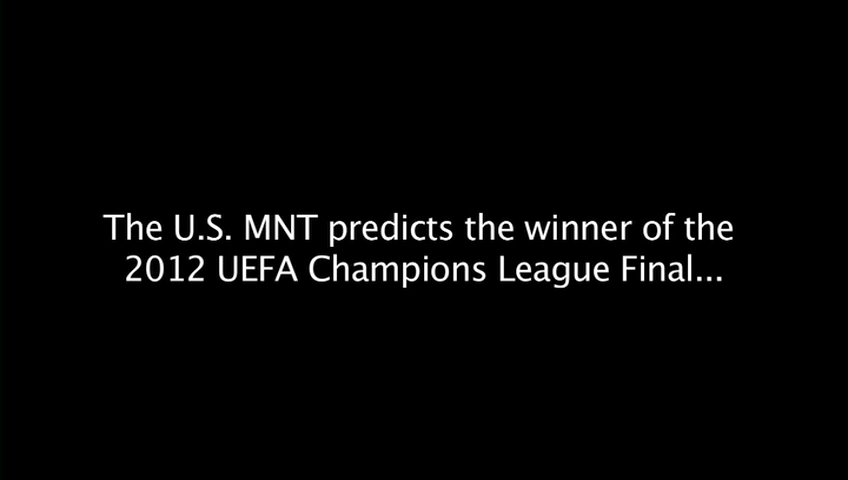 The U.S. MNT predicts the winner of the
2012 UEFA Champions League Final...